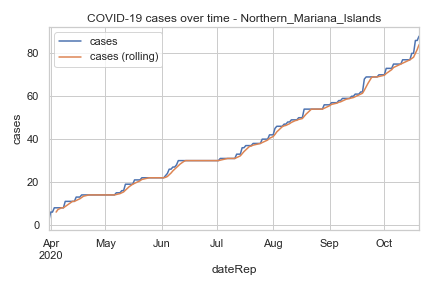 COVID-19 cases over time - Northern_Mariana_Islands
cases
cases (rolling)
80
60
40
20
0
cases
Apr May Jun Jul Aug Sep Oct
2020
dateRep